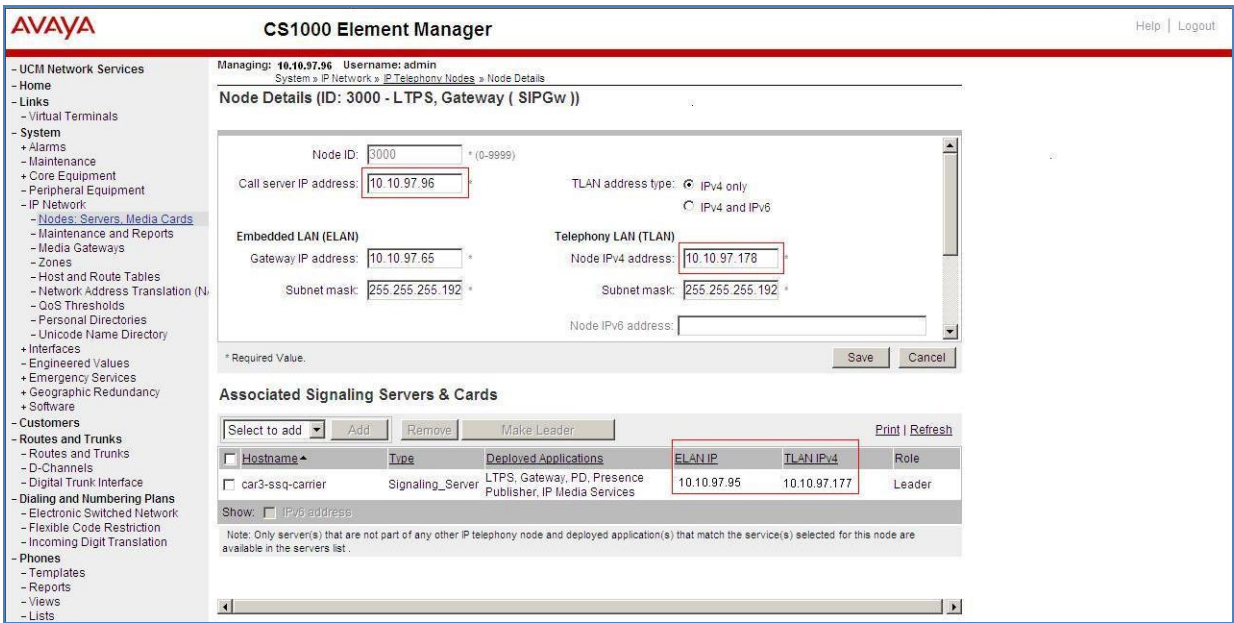 AVAYA
CS1000 Element Manager
Help | Logout
- UCM Network Services
- Home
- Links
- Virtual Terminals
- System
+ Alarms
- Maintenance
+ Core Equipment
- Peripheral Equipment
- IP Network
- Nodes: Servers, Media Cards
- Maintenance and Reports
- Media Gateways
- Zones
- Host and Route Tables
- Network Address Translation (N
- QoS Thresholds
- Personal Directories
- Unicode Name Directory
+ Interfaces
- Engineered Values
+ Emergency Services
+ Geographic Redundancy
+ Software
- Customers
- Routes and Trunks
- Routes and Trunks
- D-Channels
- Digital Trunk Interface
- Dialing and Numbering Plans
- Electronic Switched Network
- Flexible Code Restriction
- Incoming Digit Translation
- Phones
- Templates
- Reports
- Views
- Lists
Managing: 10.10.97.96 Username: admin
System » IP Network » IP Telephony Nodes » Node Details
Node Details (ID: 3000 - LTPS, Gateway ( SIPGw ))
Node ID: 3000 * (0-9999)
Call server IP address: 10.10.97.96 *
TLAN address type: IPv4 only
IPv4 and IPv6
Embedded LAN (ELAN)
Telephony LAN (TLAN)
Gateway IP address: 10.10.97.65 *
Node IPv4 address: 10.10.97.178 *
Subnet mask: 255.255.255.192 *
Subnet mask: 255.255.255.192 *
Node IPv6 address:
* Required Value.
Save
Cancel
Associated Signaling Servers & Cards
Select to add
Add
Remove
Make Leader
Print | Refresh
Hostname Type Deployed Applications ELAN IP TLAN IPv4 Role
car3-ssq-carrier Signaling_Server LTPS, Gateway, PD, Presence Publisher, IP Media Services 10.10.97.95 10.10.97.177 Leader
Show: IPv6 address
Note: Only server(s) that are not part of any other IP telephony node and deployed application(s) that match the service(s) selected for this node are
available in the servers list .